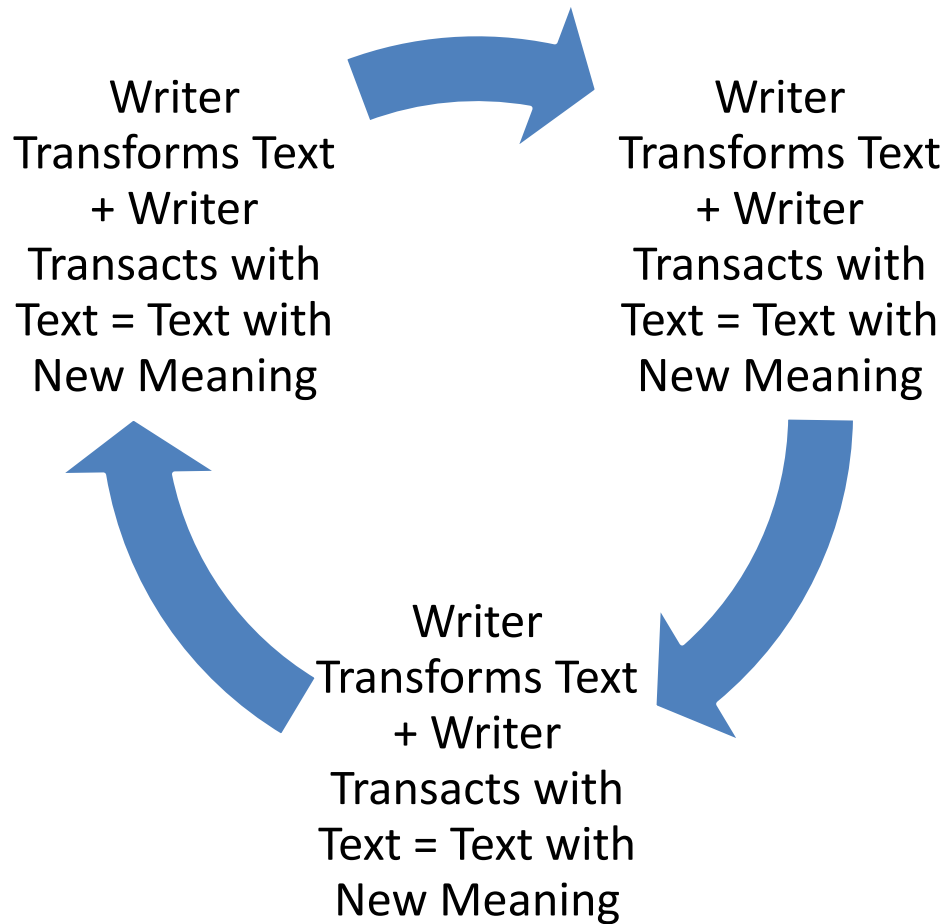 Writer
Transforms Text
+ Writer
Transacts with
Text = Text with
New Meaning
Writer
Transforms Text
+ Writer
Transacts with
Text = Text with
New Meaning
Writer
Transforms Text
+ Writer
Transacts with
Text = Text with
New Meaning